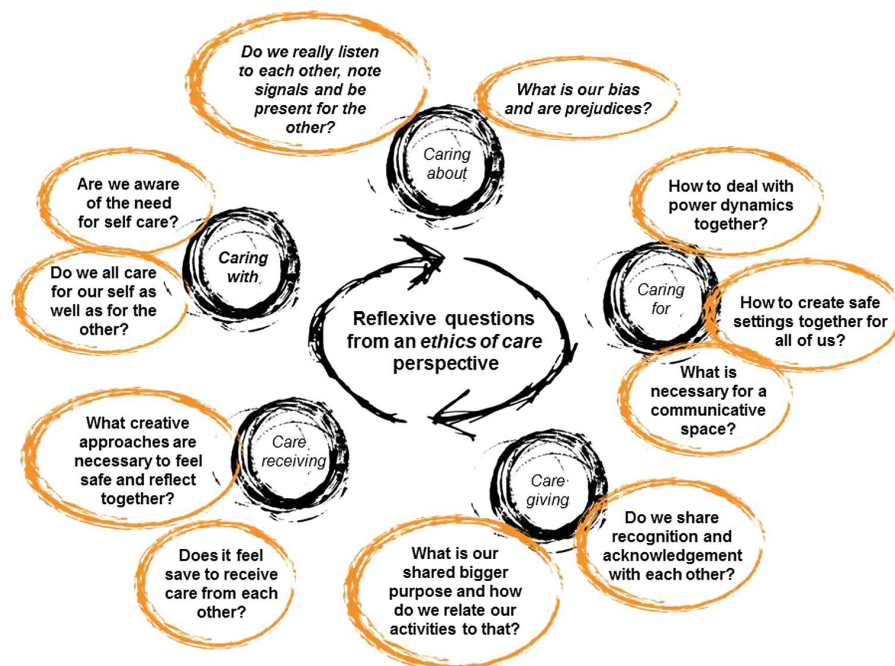 Do we really listen
to each other, note
signals and be
present for the
other?
What is our bias
and are prejudices?
Caring
about
How to deal with
power dynamics
together?
Caring
for
How to create safe
settings together for
all of us?
What is
necessary for a
communicative
space?
Care
giving
Do we share
recognition and
acknowledgement
with each other?
What is our
shared bigger
purpose and how
do we relate our
activities to that?
Care
receiving
What creative
approaches are
necessary to feel
safe and reflect
together?
Does it feel
save to receive
care from each
other?
Caring
with
Are we aware
of the need
for self care?
Do we all care
for our self as
well as for the
other?
Reflexive questions
from an ethics of care
perspective